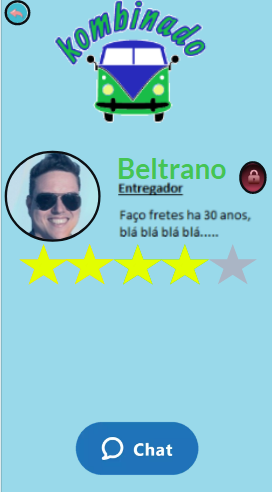 kombinado
Beltrano
Entregador
Faço fretes ha 30 anos,
blá blá blá blá.....
Chat